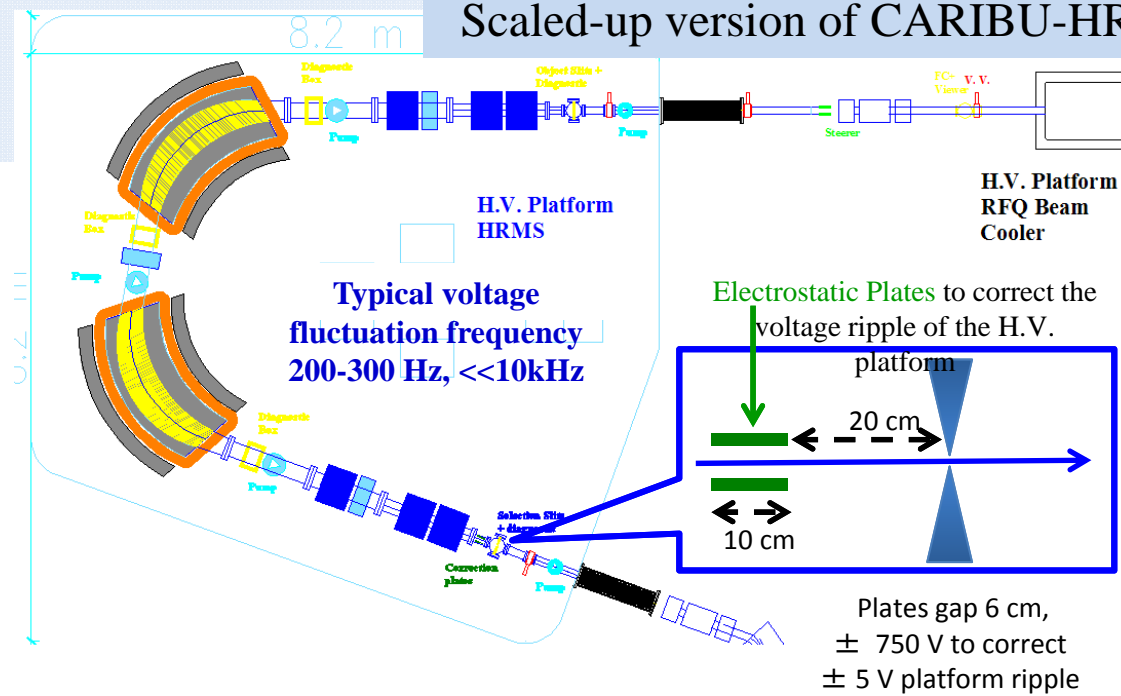 Scaled-up version of CARIBU-HR
8.2 m
Diagnostic
Box
Object Slits +
Diagnostic
FC-
Viewer
V. V.
Pump
Pump
Steerer
H.V. Platform
HRMS
H.V. Platform
RFQ Beam
Cooler
Diagnostic
Box
Pump
Typical voltage
fluctuation frequency
200-300 Hz, <<10kHz
Electrostatic Plates to correct the
voltage ripple of the H.V.
platform
20 cm
10 cm
Diagnostic
Box
Pump
Selection Slits
+ diagnostic
Correction
plates
Pump
Plates gap 6 cm,
± 750 V to correct
± 5 V platform ripple